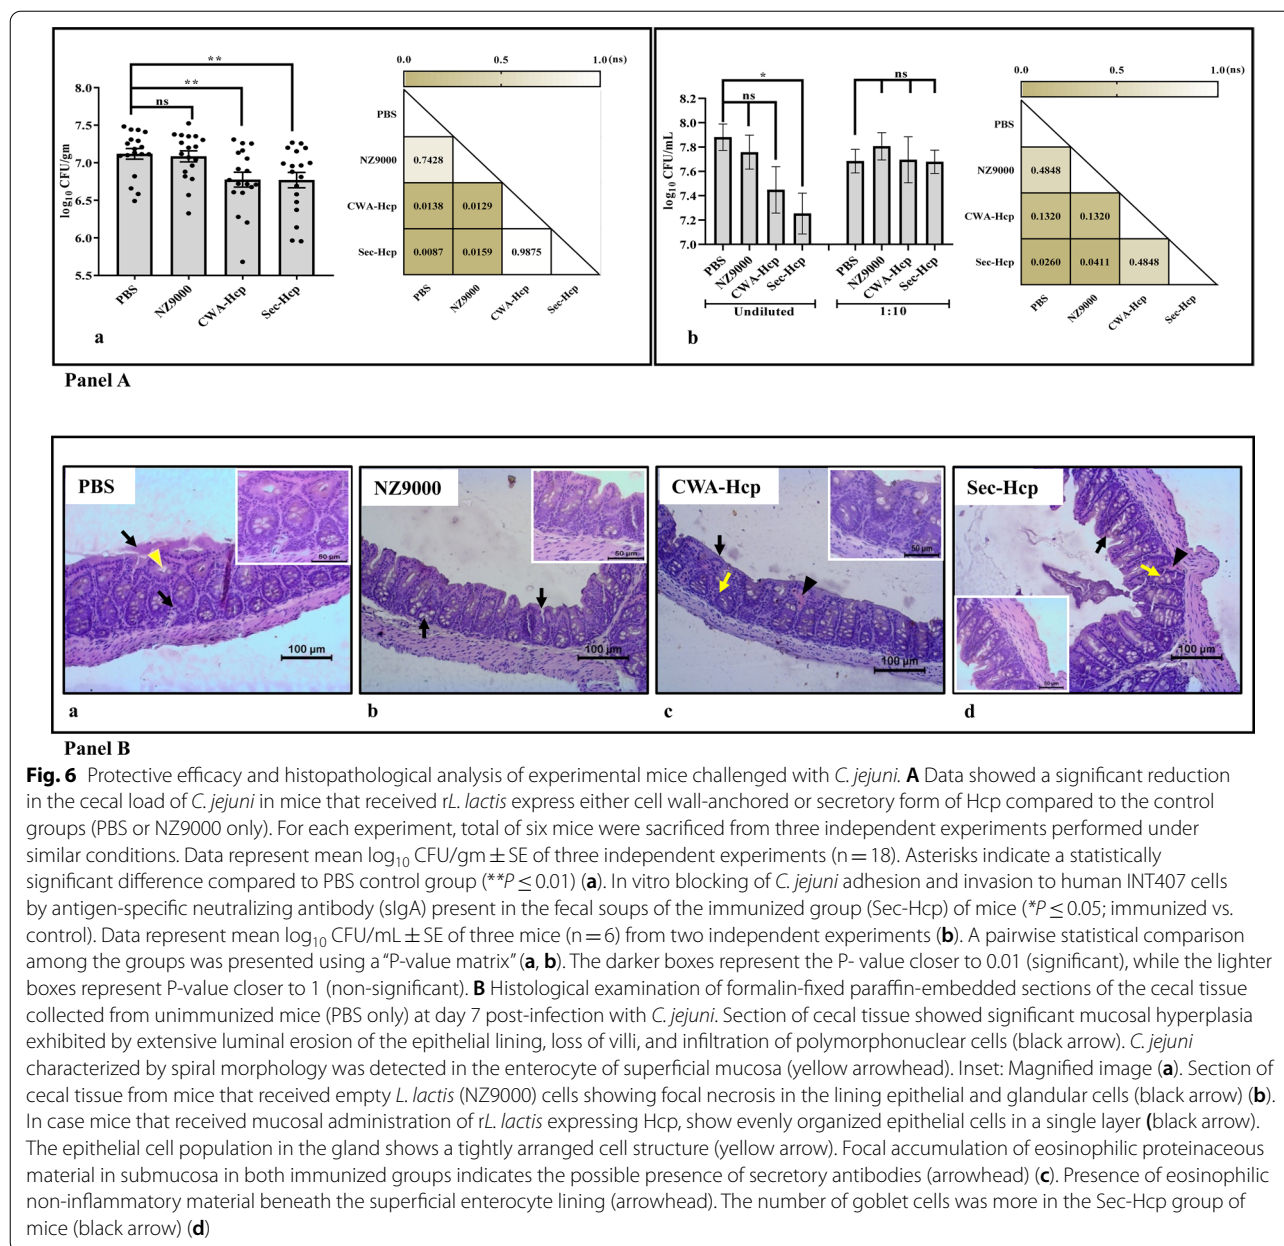 0.0 0.5 1.0 (ns)
** 
**
ns
8.0
7.5
7.0
6.5
6.0
5.5
log10 CFU/gm
PBS NZ9000 CWA-Hcp Sec-Hcp
a
PBS
NZ9000 0.7428
CWA-Hcp 0.0138 0.0129
Sec-Hcp 0.0087 0.0159 0.9875
PBS NZ9000 CWA-Hcp Sec-Hcp
0.0 0.5 1.0 (ns)
*
ns
ns
8.2
8.0
7.8
7.6
7.4
7.2
7.0
log10 CFU/mL
PBS NZ9000 CWA-Hcp Sec-Hcp PBS NZ9000 CWA-Hcp Sec-Hcp
Undiluted 1:10
b
PBS
NZ9000 0.4848
CWA-Hcp 0.1320 0.1320
Sec-Hcp 0.0260 0.0411 0.4848
PBS NZ9000 CWA-Hcp Sec-Hcp
Panel A
PBS NZ9000 CWA-Hcp Sec-Hcp
50 µm 50 µm 50 µm 50 µm
100 µm 100 µm 100 µm 100 µm
a b c d
Panel B
Fig. 6 Protective efficacy and histopathological analysis of experimental mice challenged with C. jejuni. A Data showed a significant reduction
in the cecal load of C. jejuni in mice that received rL. lactis express either cell wall-anchored or secretory form of Hcp compared to the control
groups (PBS or NZ9000 only). For each experiment, total of six mice were sacrificed from three independent experiments performed under
similar conditions. Data represent mean log10 CFU/gm ± SE of three independent experiments (n = 18). Asterisks indicate a statistically
significant difference compared to PBS control group (**P ≤ 0.01) (a). In vitro blocking of C. jejuni adhesion and invasion to human INT407 cells
by antigen-specific neutralizing antibody (sIgA) present in the fecal soups of the immunized group (Sec-Hcp) of mice (*P ≤ 0.05; immunized vs.
control). Data represent mean log10 CFU/mL ± SE of three mice (n = 6) from two independent experiments (b). A pairwise statistical comparison
among the groups was presented using a “P-value matrix” (a, b). The darker boxes represent the P- value closer to 0.01 (significant), while the lighter
boxes represent P-value closer to 1 (non-significant). B Histological examination of formalin-fixed paraffin-embedded sections of the cecal tissue
collected from unimmunized mice (PBS only) at day 7 post-infection with C. jejuni. Section of cecal tissue showed significant mucosal hyperplasia
exhibited by extensive luminal erosion of the epithelial lining, loss of villi, and infiltration of polymorphonuclear cells (black arrow). C. jejuni
characterized by spiral morphology was detected in the enterocyte of superficial mucosa (yellow arrowhead). Inset: Magnified image (a). Section of
cecal tissue from mice that received empty L. lactis (NZ9000) cells showing focal necrosis in the lining epithelial and glandular cells (black arrow) (b).
In case mice that received mucosal administration of rL. lactis expressing Hcp, show evenly organized epithelial cells in a single layer (black arrow).
The epithelial cell population in the gland shows a tightly arranged cell structure (yellow arrow). Focal accumulation of eosinophilic proteinaceous
material in submucosa in both immunized groups indicates the possible presence of secretory antibodies (arrowhead) (c). Presence of eosinophilic
non-inflammatory material beneath the superficial enterocyte lining (arrowhead). The number of goblet cells was more in the Sec-Hcp group of
mice (black arrow) (d)